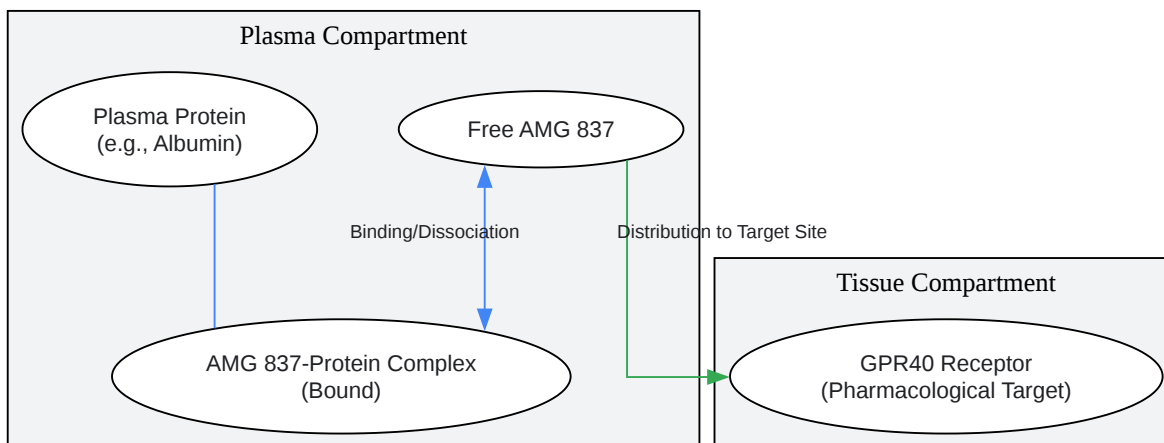 Plasma Compartment
Plasma Protein
(e.g., Albumin)
Free AMG 837
Binding/Dissociation
Distribution to Target Site
AMG 837-Protein Complex
(Bound)
Tissue Compartment
GPR40 Receptor
(Pharmacological Target)